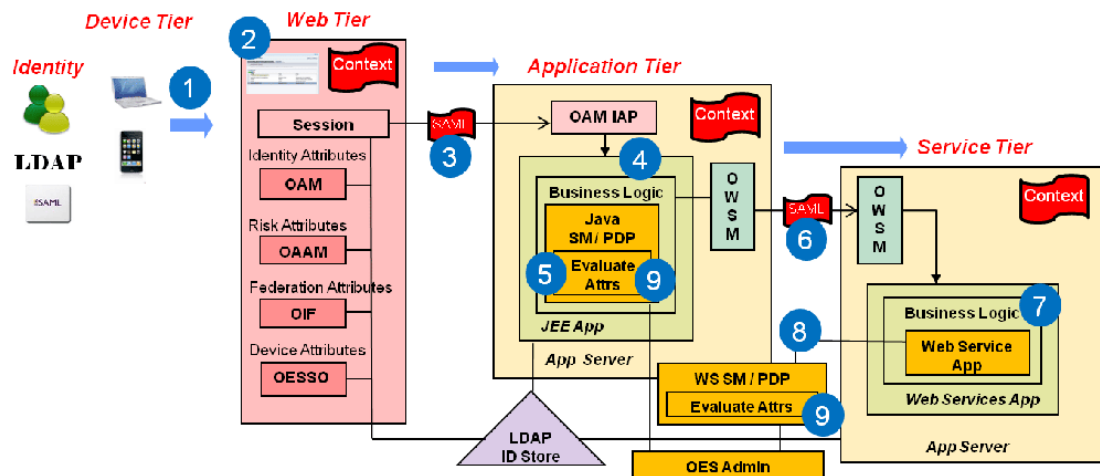 Device Tier
Web Tier
Identity
1
LDAP
SAML
2
Context
Session
Identity Attributes
OAM
Risk Attributes
OAAM
Federation Attributes
OIF
Device Attributes
OESSO
SAML
3
Application Tier
OAM IAP
Context
4
Business Logic
Java
SM / PDP
5
Evaluate
Attrs
9
JEE App
App Server
O
W
S
M
SAML
6
Service Tier
O
W
S
M
Context
7
Business Logic
Web Service
App
Web Services App
App Server
8
WS SM / PDP
Evaluate Attrs
9
LDAP
ID Store
OES Admin